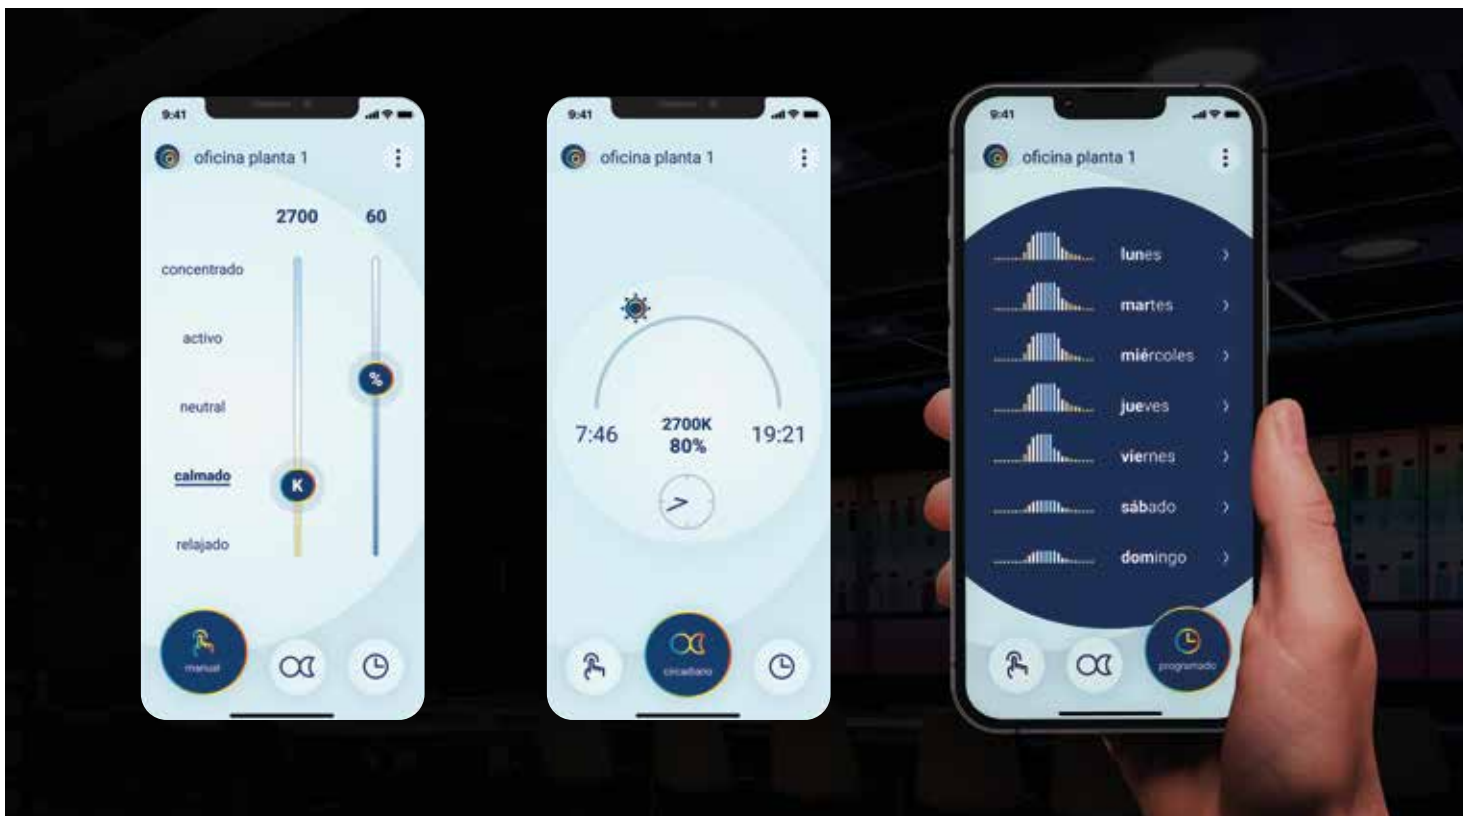 9:41
oficina planta 1
2700 60
concentrado
activo
neutral
calmado
relajado
%
K
manual
9:41
oficina planta 1
7:46
2700K
80%
19:21
circadiano
9:41
oficina planta 1
lunes
martes
miércoles
jueves
viernes
sábado
domingo
programado